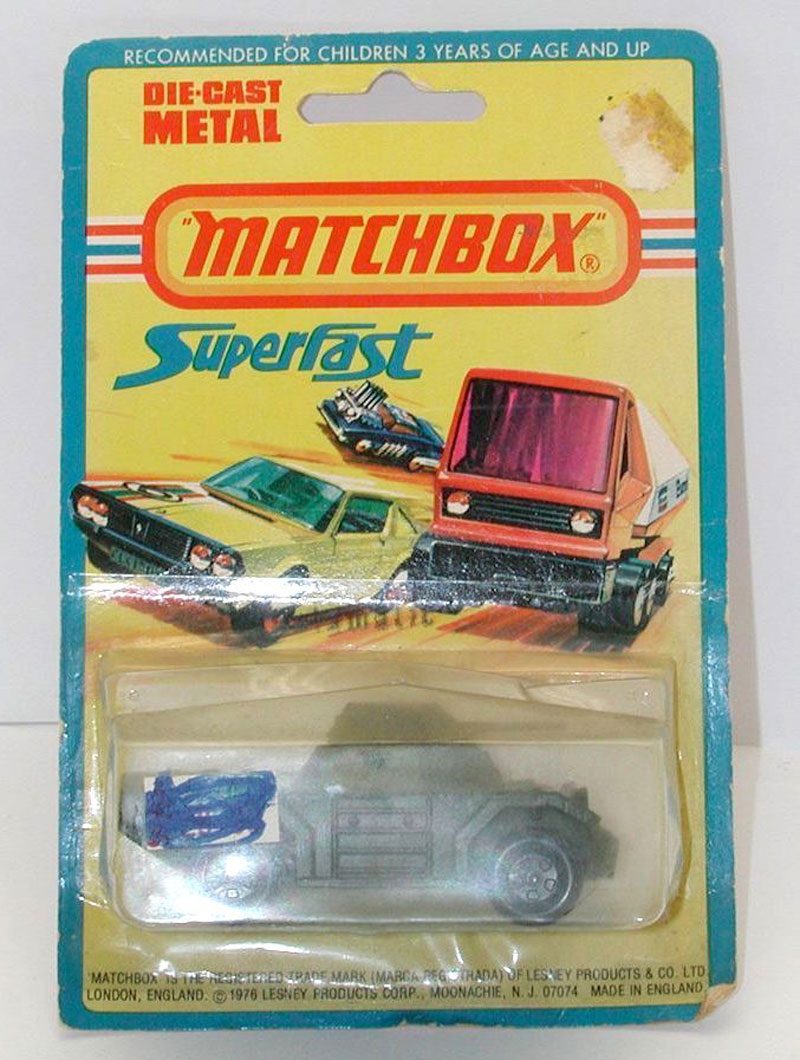 RECOMMENDED FOR CHILDREN 3 YEARS OF AGE AND UP
DIE-CAST
METAL
"MATCHBOX"®
Superfast
'MATCHBOX' IS THE REGISTERED TRADE MARK (MARCA REGISTRADA) OF LESNEY PRODUCTS & CO. LTD
LONDON, ENGLAND. © 1976 LESNEY PRODUCTS CORP., MOONACHIE, N. J. 07074 MADE IN ENGLAND.